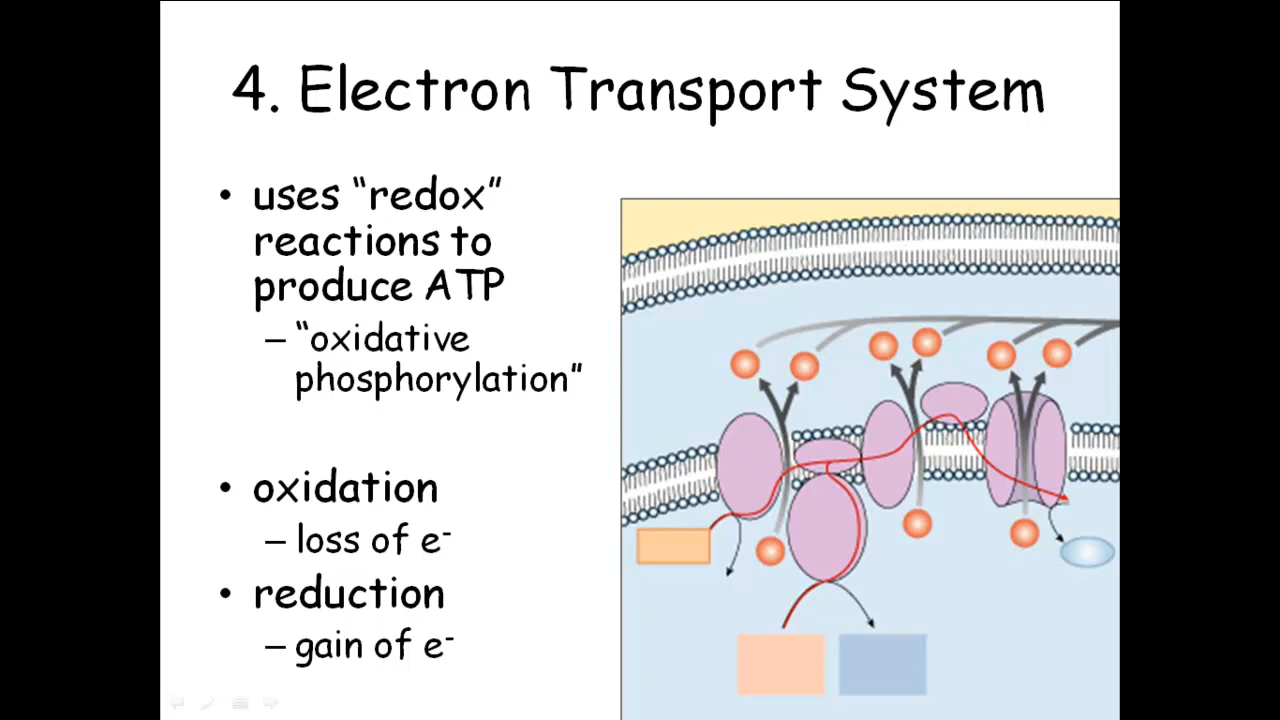 4. Electron Transport System
• uses “redox”
reactions to
produce ATP
– “oxidative
phosphorylation”
• oxidation
– loss of e⁻
• reduction
– gain of e⁻